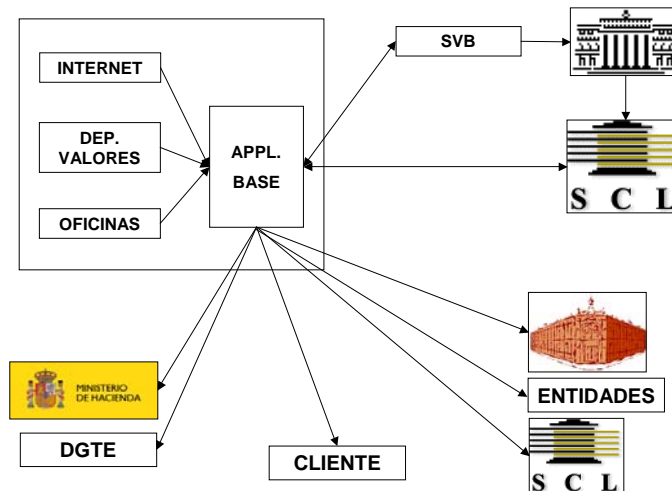 INTERNET
DEP.
VALORES
OFICINAS
APPL.
BASE
SVB
S C L
MINISTERIO
DE HACIENDA
DGTE
CLIENTE
ENTIDADES
S C L